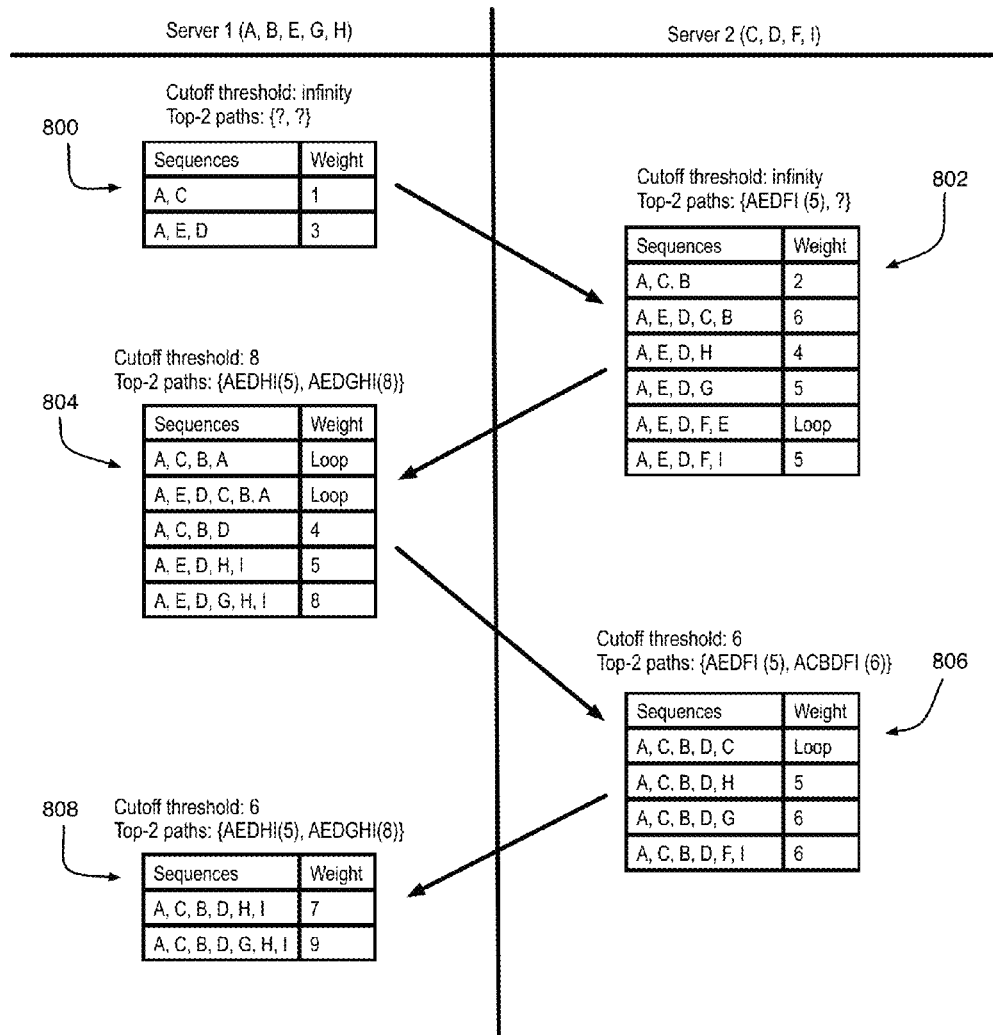 Server 1 (A, B, E, G, H)
Server 2 (C, D, F, I)
Cutoff threshold: infinity
Top-2 paths: {?, ?}
800
Sequences Weight
A, C 1
A, E, D 3
Cutoff threshold: infinity
Top-2 paths: {AEDFI (5), ?}
802
Sequences Weight
A, C, B 2
A, E, D, C, B 6
A, E, D, H 4
A, E, D, G 5
A, E, D, F, E Loop
A, E, D, F, I 5
Cutoff threshold: 8
Top-2 paths: {AEDHI(5), AEDGHI(8)}
804
Sequences Weight
A, C, B, A Loop
A, E, D, C, B, A Loop
A, C, B, D 4
A, E, D, H, I 5
A, E, D, G, H, I 8
Cutoff threshold: 6
Top-2 paths: {AEDFI (5), ACBDFI (6)}
806
Sequences Weight
A, C, B, D, C Loop
A, C, B, D, H 5
A, C, B, D, G 6
A, C, B, D, F, I 6
808
Cutoff threshold: 6
Top-2 paths: {AEDHI(5), AEDGHI(8)}
Sequences Weight
A, C, B, D, H, I 7
A, C, B, D, G, H, I 9